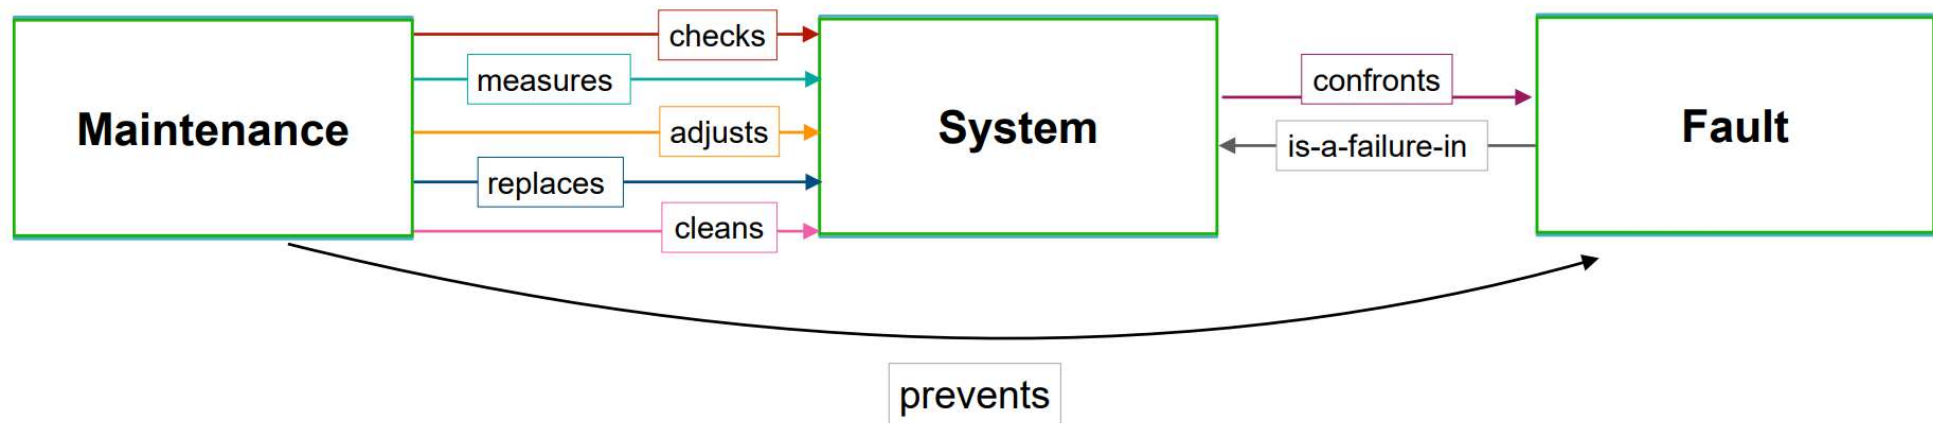 checks
measures
confronts
Maintenance
adjusts
System
Fault
is-a-failure-in
replaces
cleans
prevents